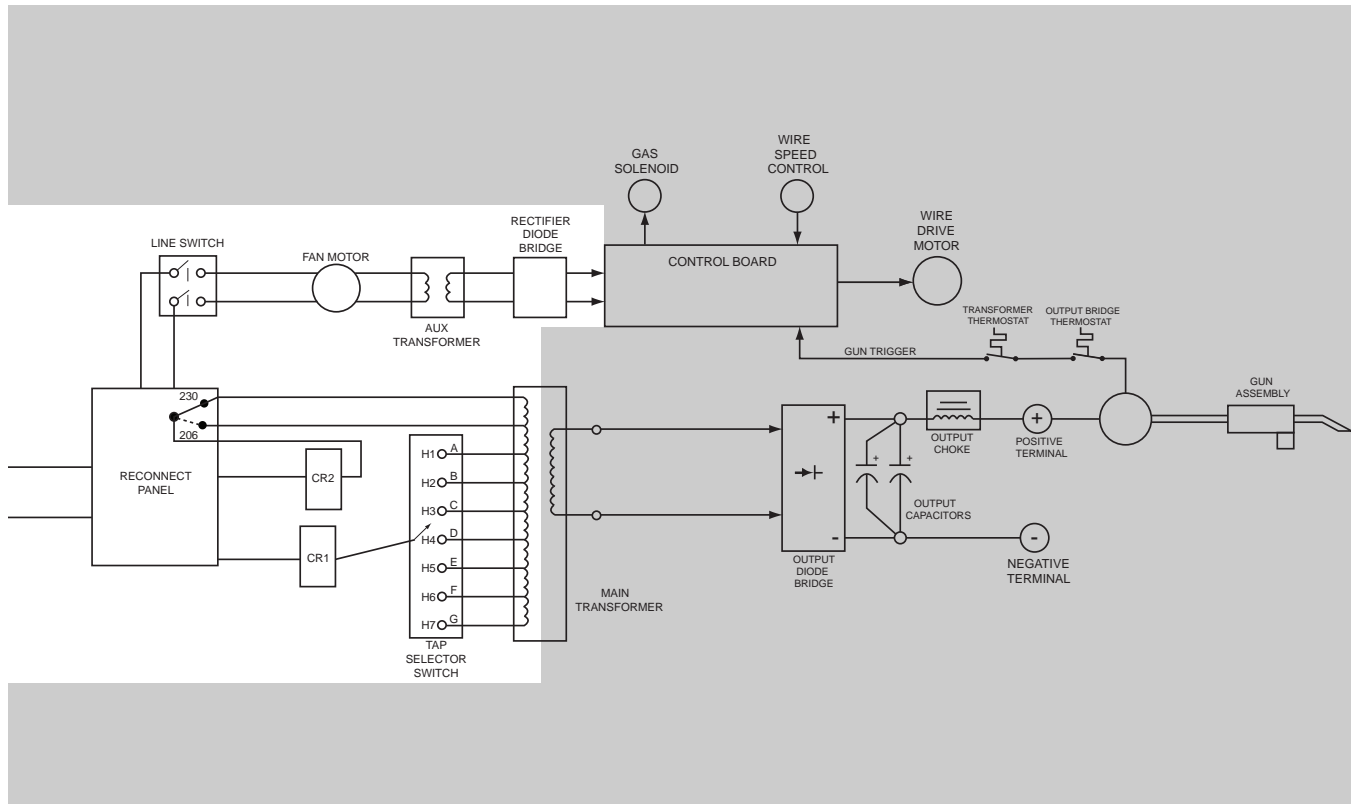 WIRE
SPEED
CONTROL
GAS
SOLENOID
WIRE
DRIVE
MOTOR
RECTIFIER
DIODE
BRIDGE
LINE SWITCH
FAN MOTOR
CONTROL BOARD
AUX
TRANSFORMER
TRANSFORMER
THERMOSTAT
OUTPUT BRIDGE
THERMOSTAT
GUN TRIGGER
GUN
ASSEMBLY
230
206
RECONNECT
PANEL
CR2
CR1
H1 A
H2 B
H3 C
H4 D
H5 E
H6 F
H7 G
TAP
SELECTOR
SWITCH
MAIN
TRANSFORMER
+
-
OUTPUT
DIODE
BRIDGE
+
+
OUTPUT
CAPACITORS
OUTPUT
CHOKE
+
POSITIVE
TERMINAL
-
NEGATIVE
TERMINAL